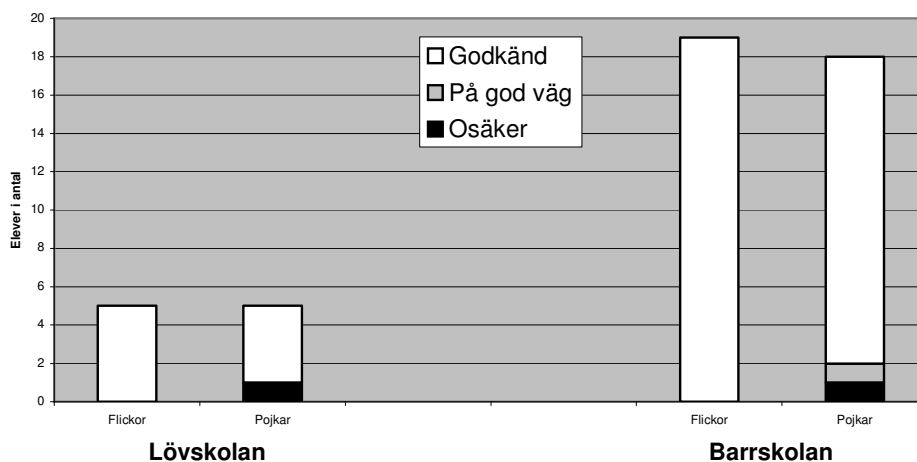 20
18
16
14
12
10
8
6
4
2
0
Elever i antal
Godkänd
På god väg
Osäker
Flickor Pojkar Flickor Pojkar
Lövskolan Barrskolan